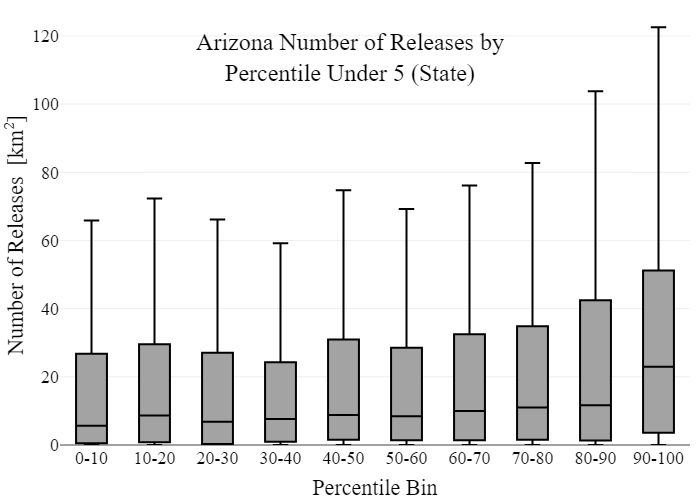 Arizona Number of Releases by
Percentile Under 5 (State)
Number of Releases [km²]
120
100
80
60
40
20
0
0-10 10-20 20-30 30-40 40-50 50-60 60-70 70-80 80-90 90-100
Percentile Bin